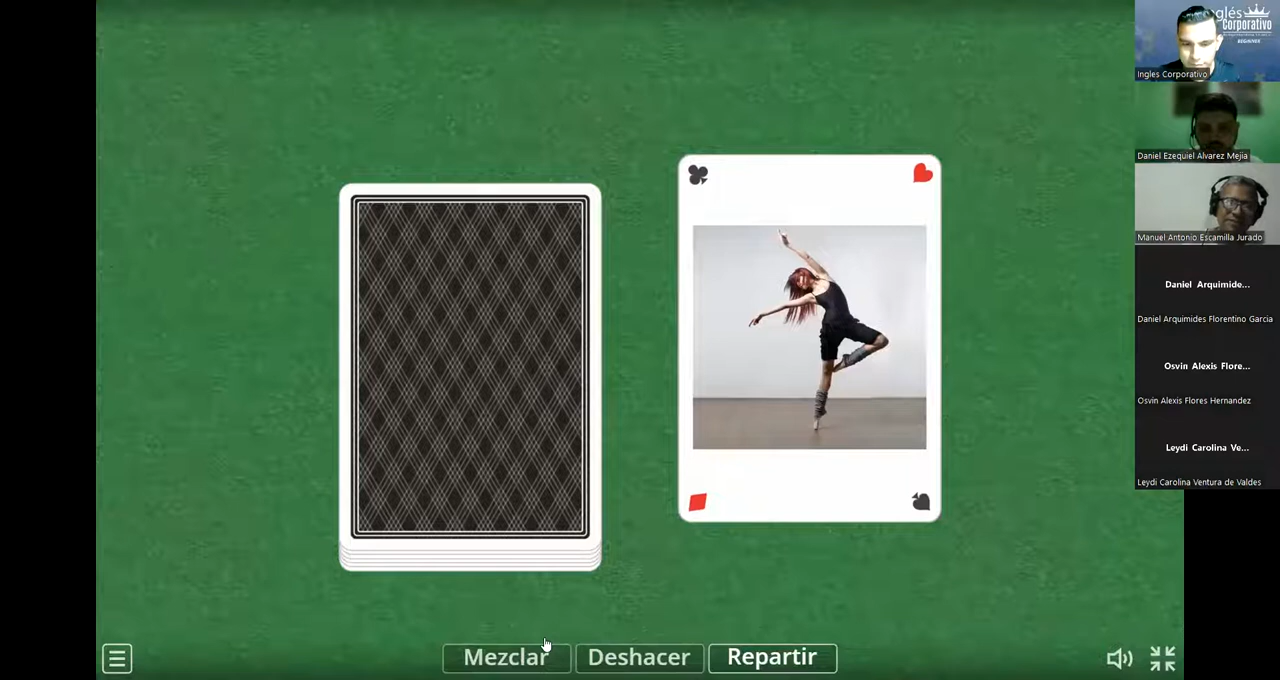 Inglés
Corporativo
BEGINNER
Ingles Corporativo
Daniel Ezequiel Alvarez Mejia
Manuel Antonio Escamilla Jurado
Daniel Arquimide...
Daniel Arquimides Florentino Garcia
Osvin Alexis Flore...
Osvin Alexis Flores Hernandez
Leydi Carolina Ve...
Leydi Carolina Ventura de Valdes
Mezclar
Deshacer
Repartir